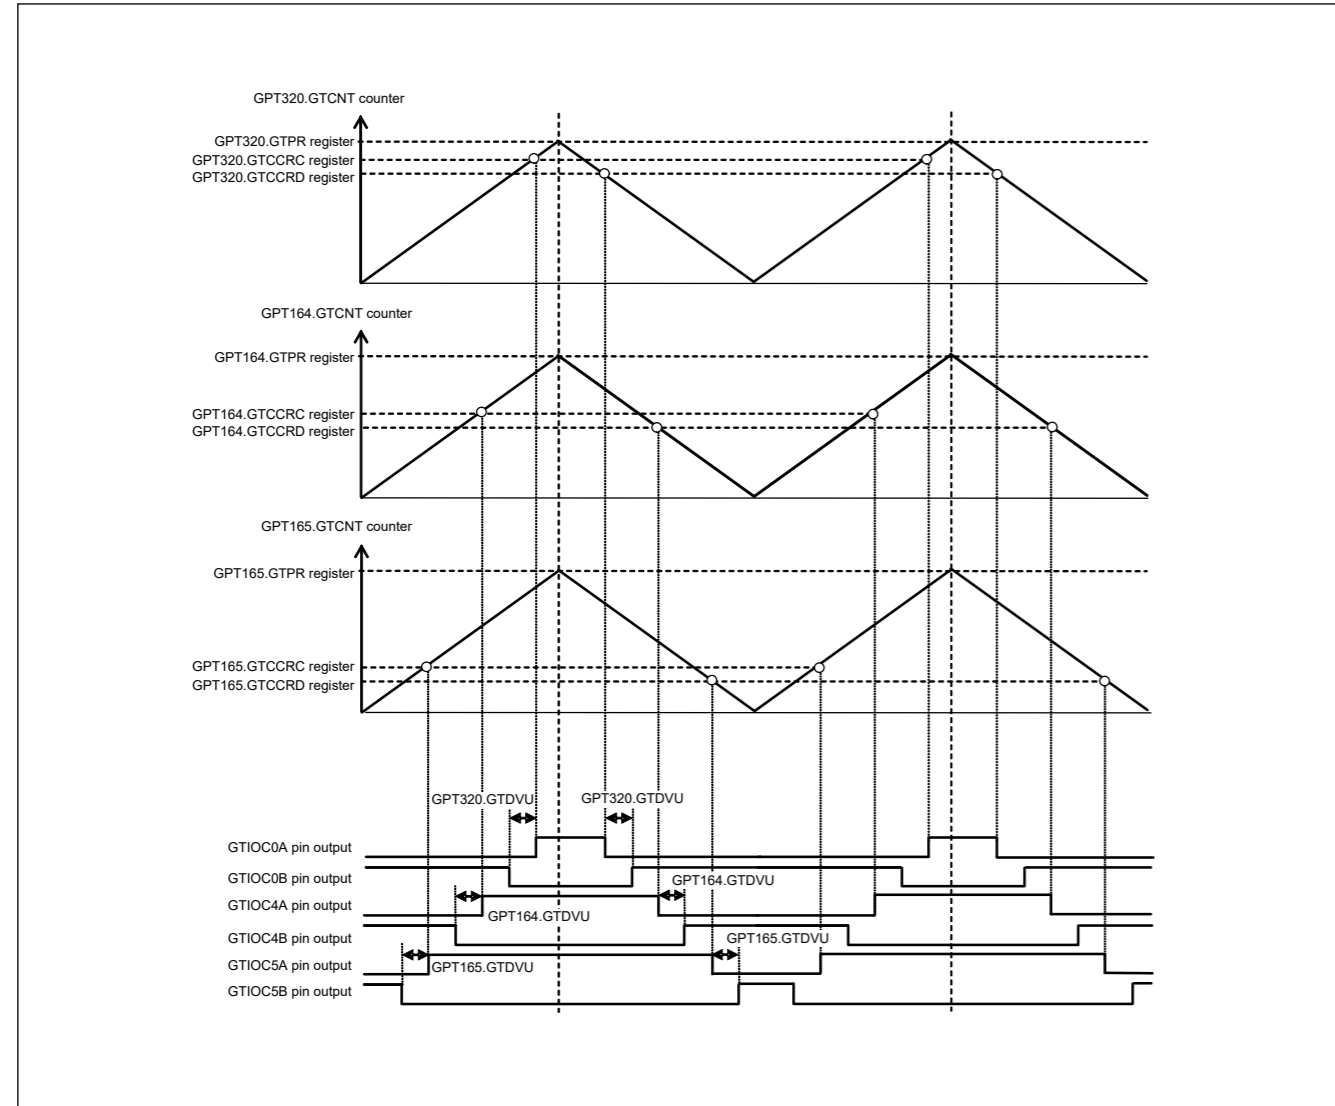 GPT320.GTCNT counter
GPT320.GTPR register
GPT320.GTCCRC register
GPT320.GTCCRD register
GPT164.GTCNT counter
GPT164.GTPR register
GPT164.GTCCRC register
GPT164.GTCCRD register
GPT165.GTCNT counter
GPT165.GTPR register
GPT165.GTCCRC register
GPT165.GTCCRD register
GPT320.GTDVU GPT320.GTDVU
GTIOC0A pin output
GTIOC0B pin output
GPT164.GTDVU
GTIOC4A pin output
GPT164.GTDVU
GTIOC4B pin output
GPT165.GTDVU
GTIOC5A pin output
GPT165.GTDVU
GTIOC5B pin output